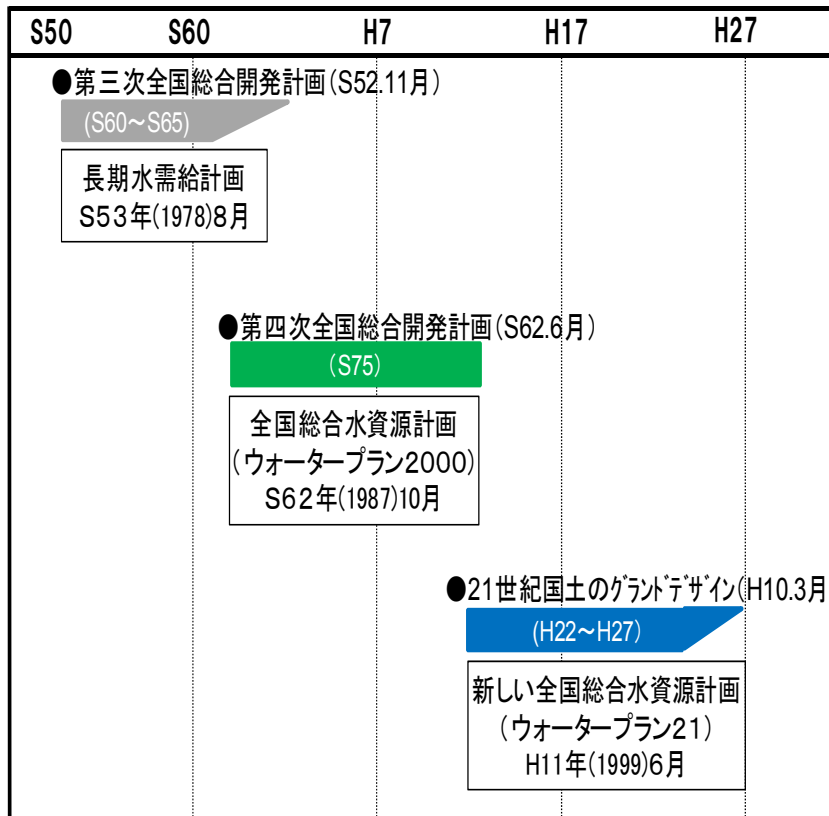 S50 S60 H7 H17 H27
●第三次全国総合開発計画(S52.11月)
(S60～S65)
長期水需給計画
S53年(1978)8月
●第四次全国総合開発計画(S62.6月)
(S75)
全国総合水資源計画
(ウォータープラン2000)
S62年(1987)10月
●21世紀国土のｸﾞﾗﾝﾄﾞﾃﾞｻﾞｲﾝ(H10.3月
(H22～H27)
新しい全国総合水資源計画
(ウォータープラン21)
H11年(1999)6月